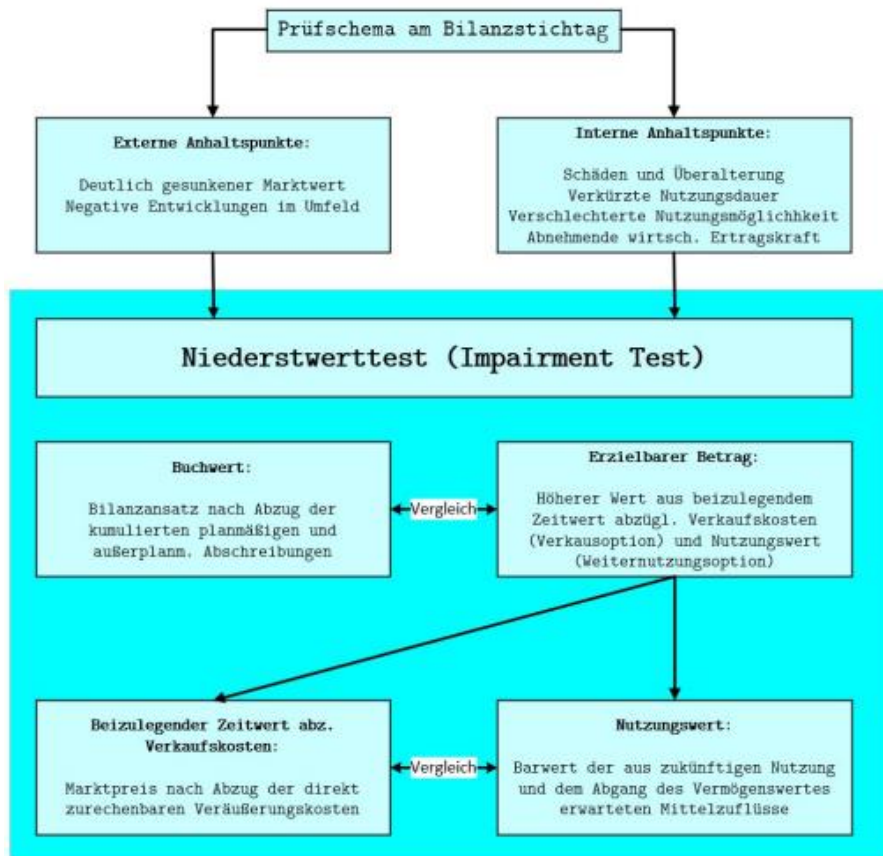 Prüfschema am Bilanzstichtag
Externe Anhaltspunkte:
Deutlich gesunkener Marktwert
Negative Entwicklungen im Umfeld
Interne Anhaltspunkte:
Schäden und Überalterung
Verkürzte Nutzungsdauer
Verschlechterte Nutzungsmöglichhkeit
Abnehmende wirtsch. Ertragskraft
Niederstwerttest (Impairment Test)
Buchwert:
Bilanzansatz nach Abzug der
kumulierten planmäßigen und
außerplanm. Abschreibungen
Vergleich
Erzielbarer Betrag:
Höherer Wert aus beizulegendem
Zeitwert abzügl. Verkaufskosten
(Verkausoption) und Nutzungswert
(Weiternutzungsoption)
Beizulegender Zeitwert abz.
Verkaufskosten:
Marktpreis nach Abzug der direkt
zurechenbaren Veräußerungskosten
Vergleich
Nutzungswert:
Barwert der aus zukünftigen Nutzung
und dem Abgang des Vermögenswertes
erwarteten Mittelzuflüsse